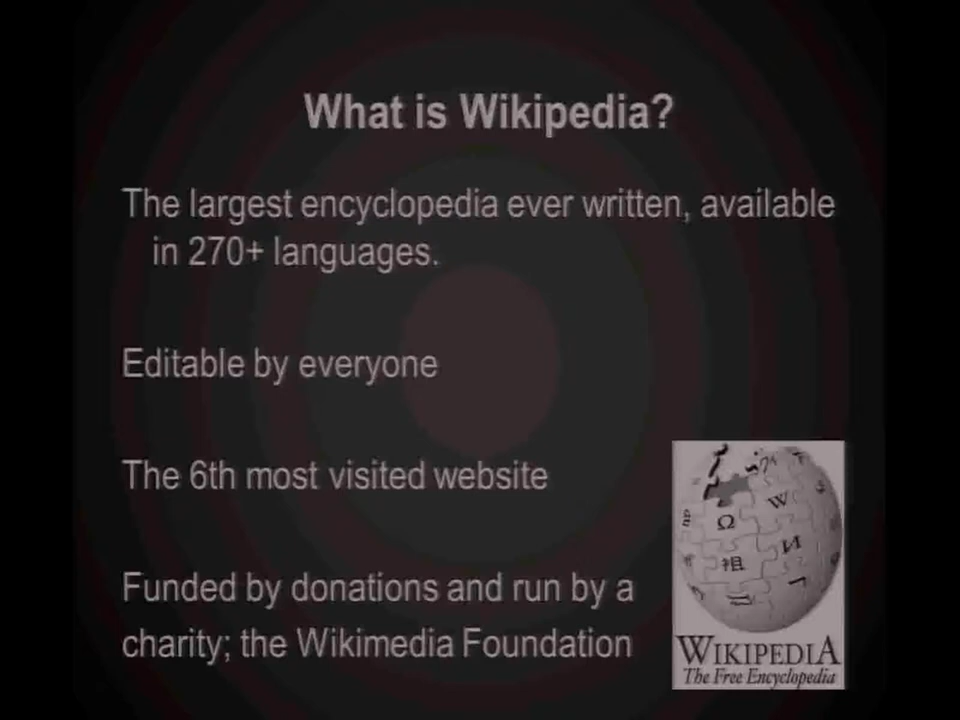 What is Wikipedia?
The largest encyclopedia ever written, available
in 270+ languages.
Editable by everyone
The 6th most visited website
Funded by donations and run by a
charity; the Wikimedia Foundation
Ω W
祖 И
WIKIPEDIA
The Free Encyclopedia